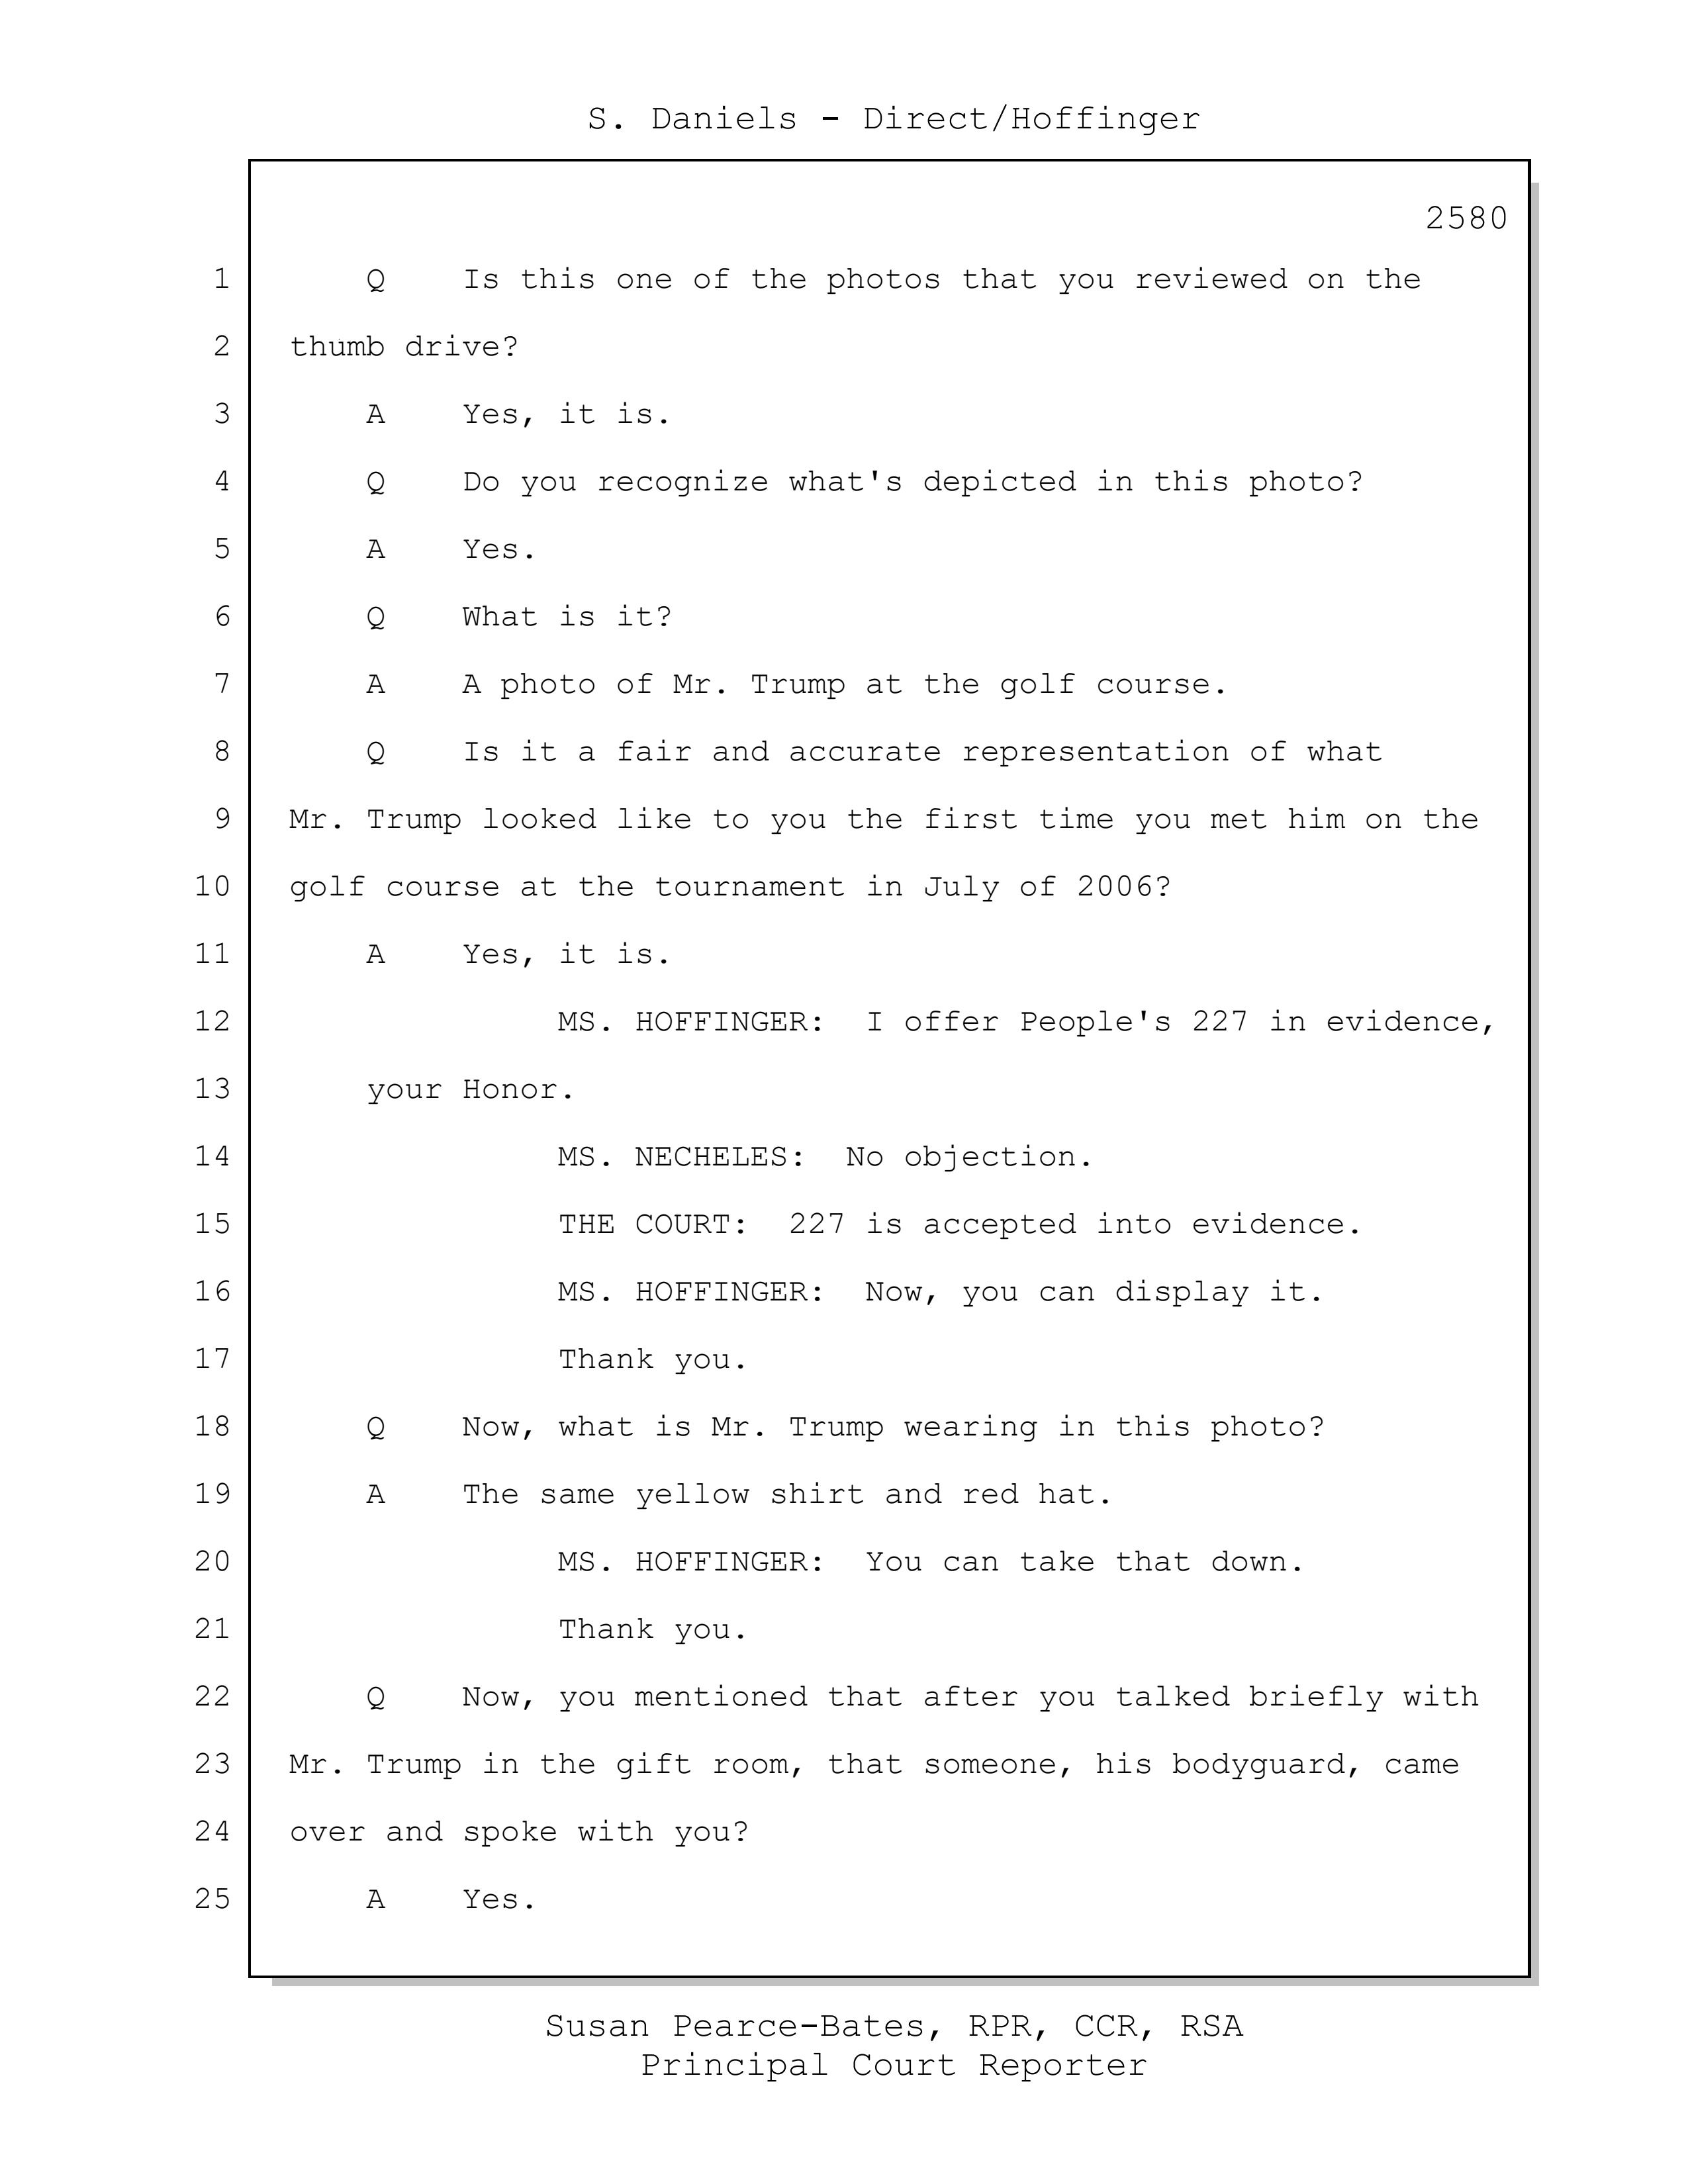 S. Daniels - Direct/Hoffinger
2580
1 Q Is this one of the photos that you reviewed on the
2 thumb drive?
3 A Yes, it is.
4 Q Do you recognize what's depicted in this photo?
5 A Yes.
6 Q What is it?
7 A A photo of Mr. Trump at the golf course.
8 Q Is it a fair and accurate representation of what
9 Mr. Trump looked like to you the first time you met him on the
10 golf course at the tournament in July of 2006?
11 A Yes, it is.
12 MS. HOFFINGER: I offer People's 227 in evidence,
13 your Honor.
14 MS. NECHELES: No objection.
15 THE COURT: 227 is accepted into evidence.
16 MS. HOFFINGER: Now, you can display it.
17 Thank you.
18 Q Now, what is Mr. Trump wearing in this photo?
19 A The same yellow shirt and red hat.
20 MS. HOFFINGER: You can take that down.
21 Thank you.
22 Q Now, you mentioned that after you talked briefly with
23 Mr. Trump in the gift room, that someone, his bodyguard, came
24 over and spoke with you?
25 A Yes.
Susan Pearce-Bates, RPR, CCR, RSA
Principal Court Reporter